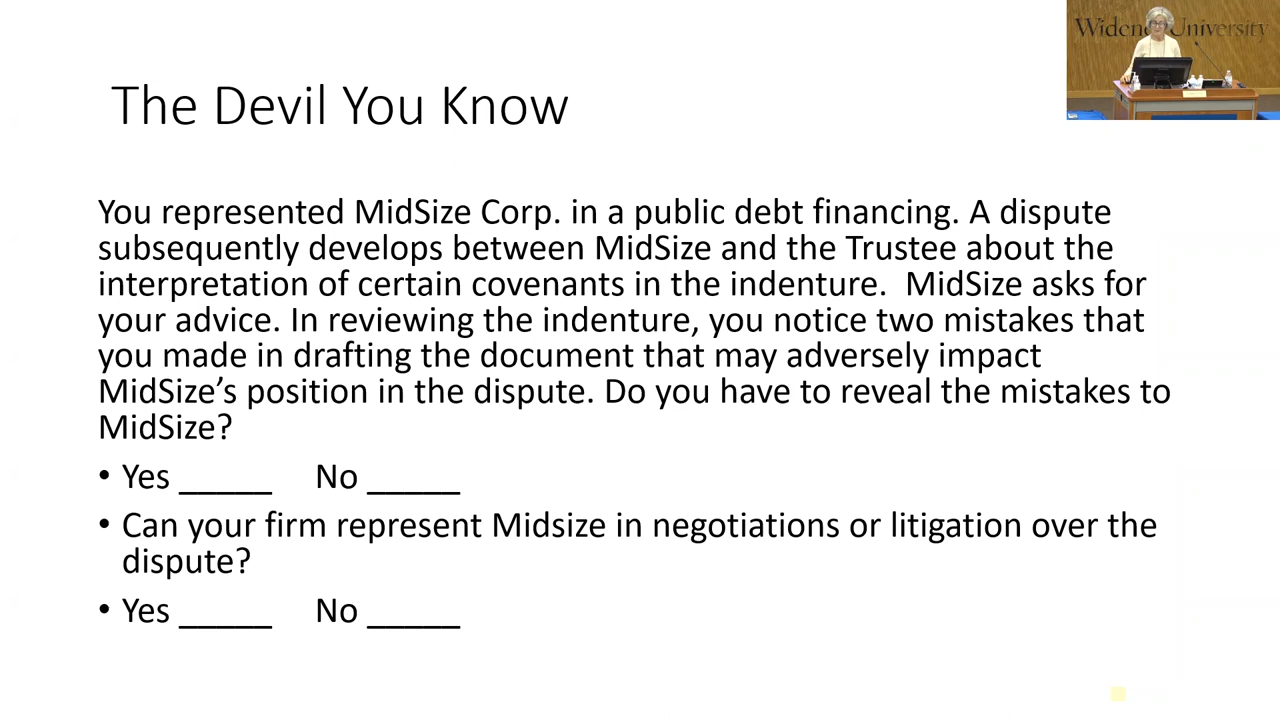 Widener University
The Devil You Know
You represented MidSize Corp. in a public debt financing. A dispute
subsequently develops between MidSize and the Trustee about the
interpretation of certain covenants in the indenture.  MidSize asks for
your advice. In reviewing the indenture, you notice two mistakes that
you made in drafting the document that may adversely impact
MidSize’s position in the dispute. Do you have to reveal the mistakes to
MidSize?
• Yes _____ No _____
• Can your firm represent Midsize in negotiations or litigation over the
dispute?
• Yes _____ No _____